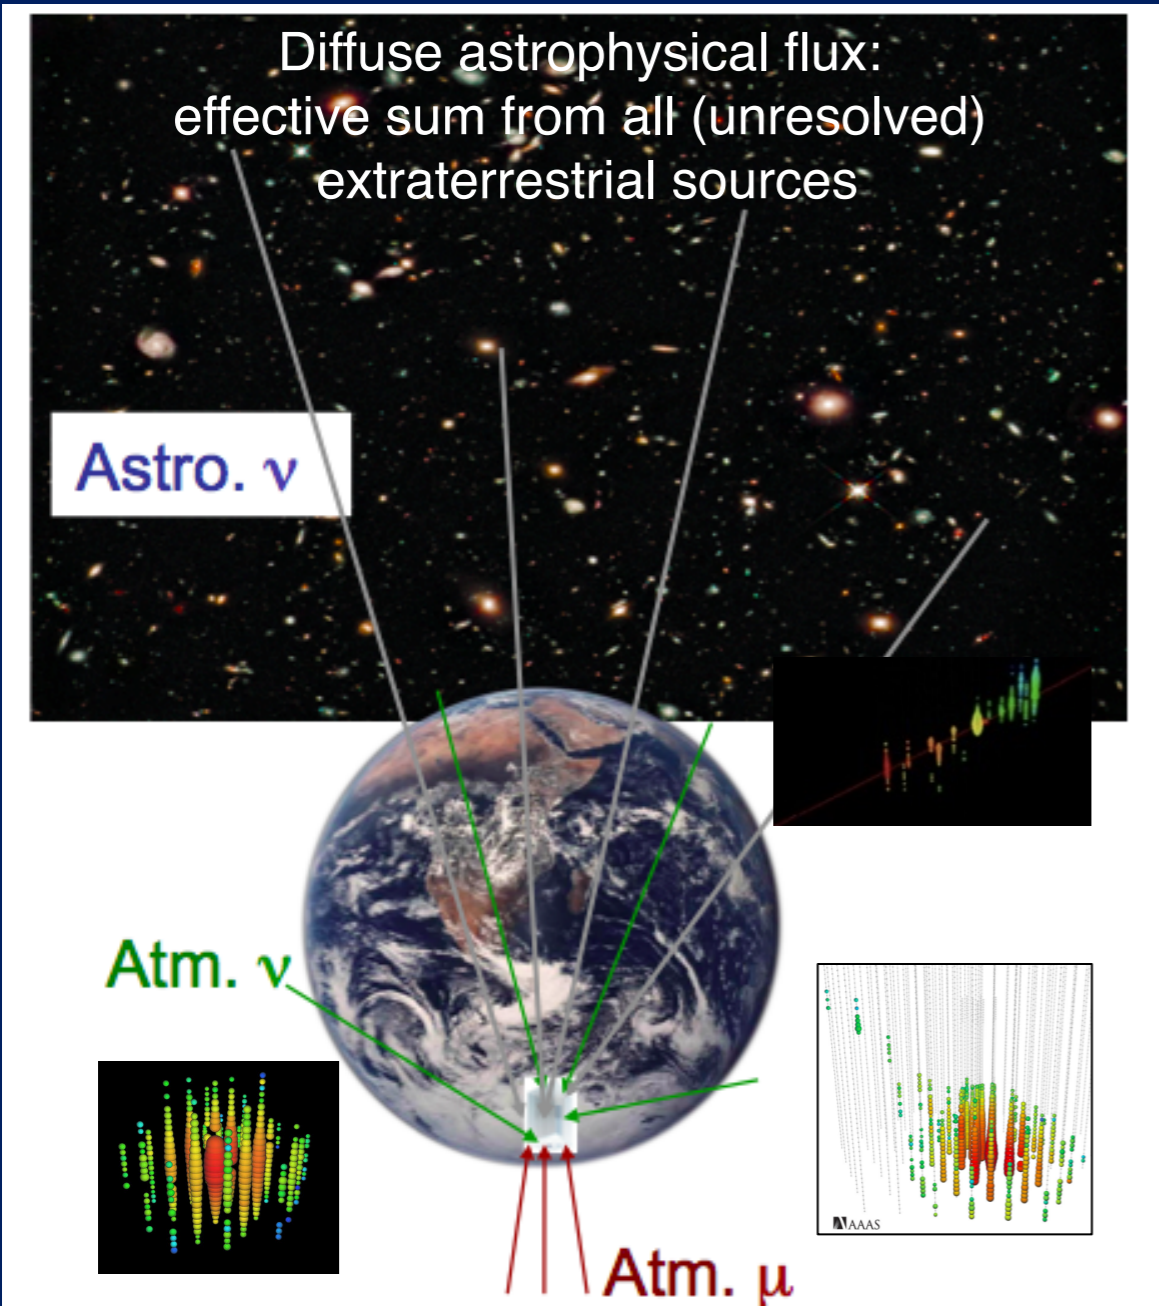 Diffuse astrophysical flux:
effective sum from all (unresolved)
extraterrestrial sources
Astro. ν
Atm. ν
AAAS
Atm. μ